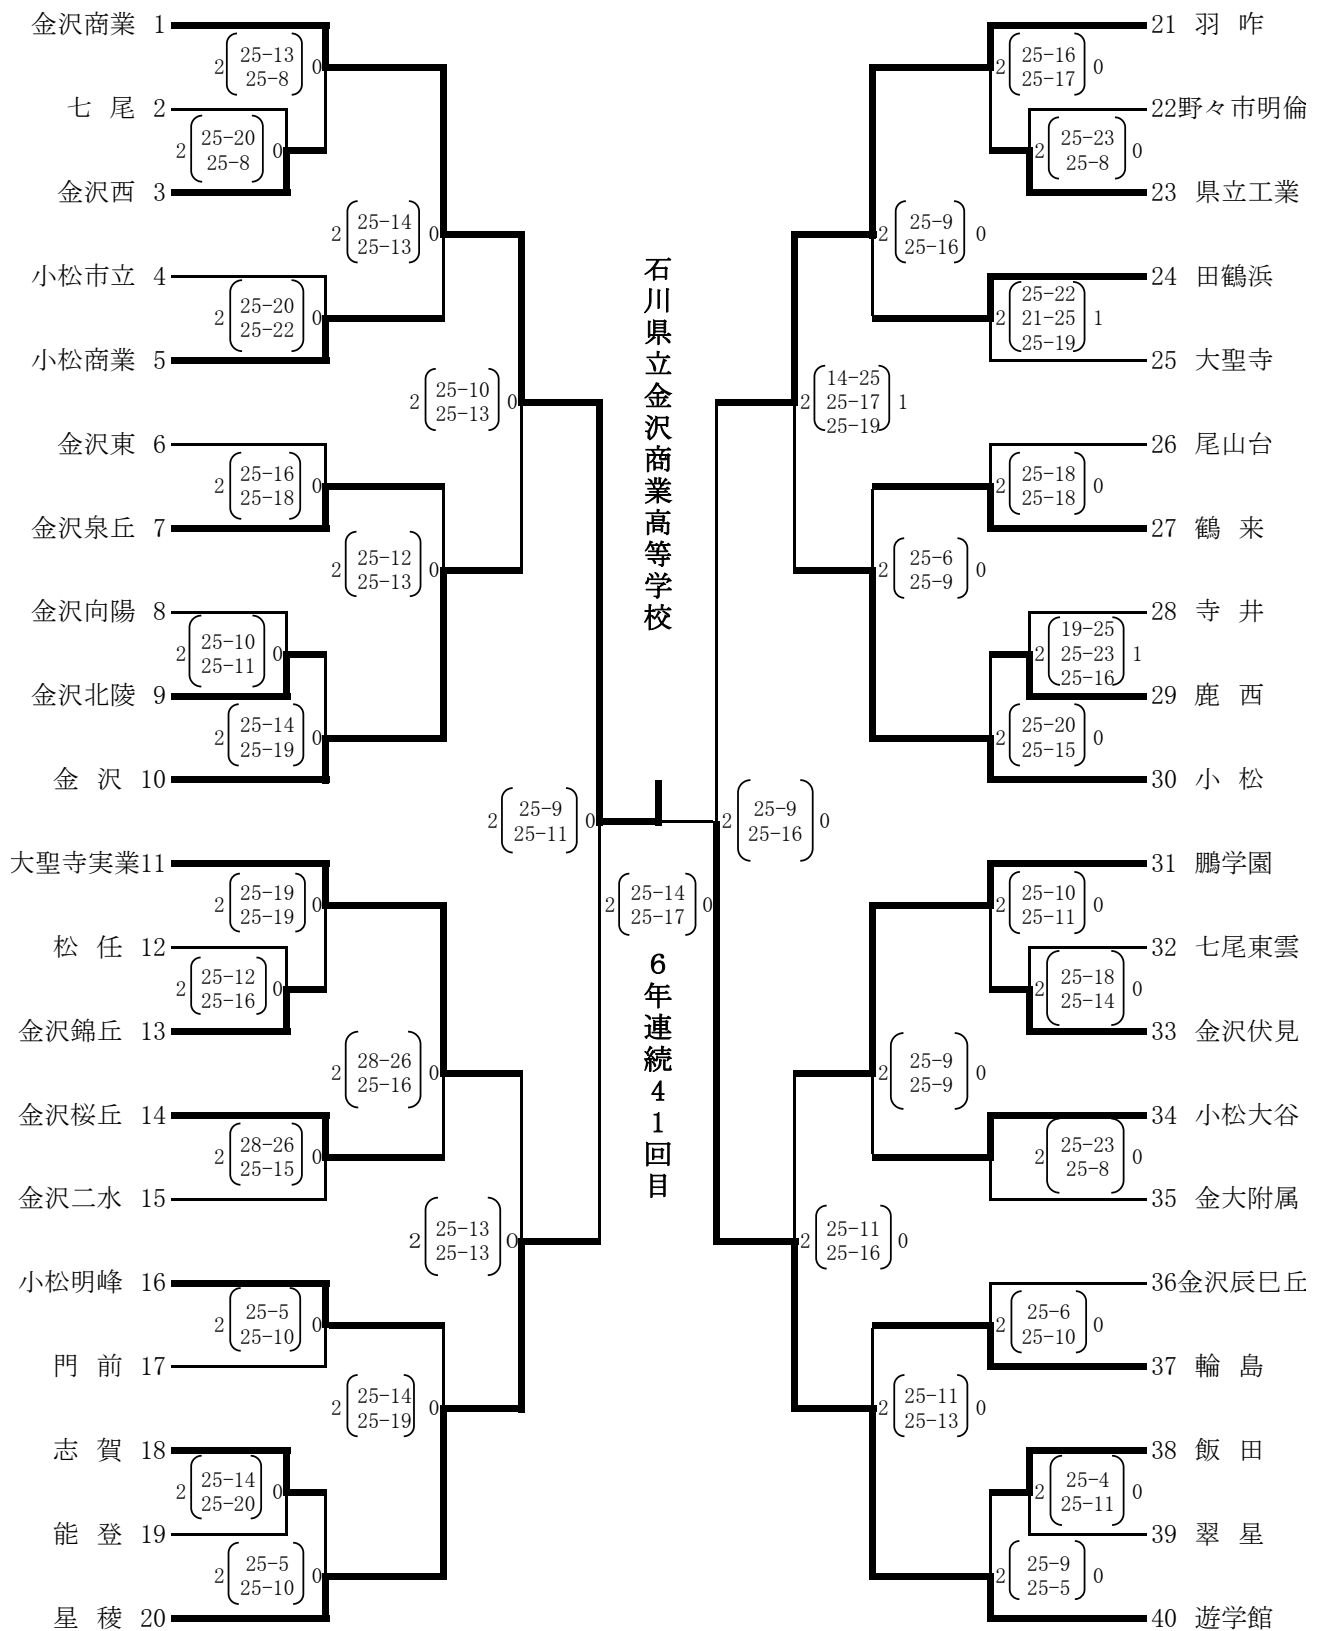 金沢商業 1
2 25-13 0
25-8
七尾 2
2 25-20 0
25-8
金沢西 3
2 25-14 0
25-13
小松市立 4
2 25-20 0
25-22
小松商業 5
2 25-10 0
25-13
金沢東 6
2 25-16 0
25-18
金沢泉丘 7
2 25-12 0
25-13
金沢向陽 8
2 25-10 0
25-11
金沢北陵 9
2 25-14 0
25-19
金沢 10
2 25-9 0
25-11
大聖寺実業11
2 25-19 0
25-19
松任 12
2 25-12 0
25-16
金沢錦丘 13
2 28-26 0
25-16
金沢桜丘 14
2 28-26 0
25-15
金沢二水 15
2 25-13 0
25-13
小松明峰 16
2 25-5 0
25-10
門前 17
2 25-14 0
25-19
志賀 18
2 25-14 0
25-20
能登 19
2 25-5 0
25-10
星稜 20
石川県立金沢商業高等学校
2 25-14 0
25-17
6年連続41回目
21 羽咋
2 25-16 0
25-17
22野々市明倫
2 25-23 0
25-8
23 県立工業
2 25-9 0
25-16
24 田鶴浜
25-22
2 21-25 1
25-19
25 大聖寺
14-25
2 25-17 1
25-19
26 尾山台
2 25-18 0
25-18
27 鶴来
2 25-6 0
25-9
28 寺井
19-25
2 25-23 1
25-16
29 鹿西
2 25-20 0
25-15
30 小松
2 25-9 0
25-16
31 鵬学園
2 25-10 0
25-11
32 七尾東雲
2 25-18 0
25-14
33 金沢伏見
2 25-9 0
25-9
34 小松大谷
2 25-23 0
25-8
35 金大附属
2 25-11 0
25-16
36金沢辰巳丘
2 25-6 0
25-10
37 輪島
2 25-11 0
25-13
38 飯田
2 25-4 0
25-11
39 翠星
2 25-9 0
25-5
40 遊学館